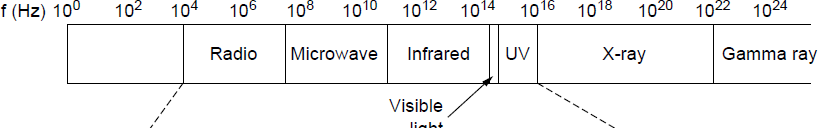 f (Hz) 10⁰ 10² 10⁴ 10⁶ 10⁸ 10¹⁰ 10¹² 10¹⁴ 10¹⁶ 10¹⁸ 10²⁰ 10²² 10²⁴
Radio Microwave Infrared UV X-ray Gamma ray
Visible
light